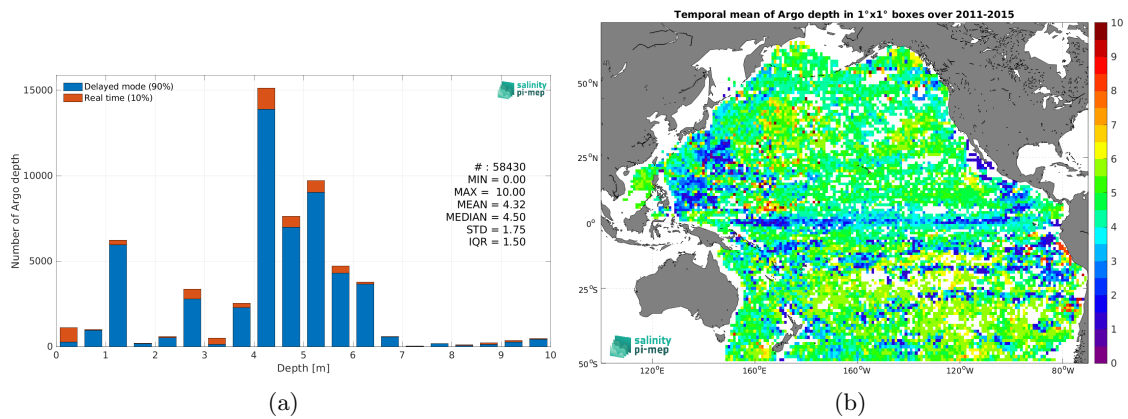 Delayed mode (90%)
Real time (10%)
salinity
pi-mep
# : 58430
MIN = 0.00
MAX = 10.00
MEAN = 4.32
MEDIAN = 4.50
STD = 1.75
IQR = 1.50
Number of Argo depth
15000
10000
5000
0
0 1 2 3 4 5 6 7 8 9 10
Depth [m]
(a)
Temporal mean of Argo depth in 1°x1° boxes over 2011-2015
50°N
25°N
0°
25°S
50°S
120°E 160°E 160°W 120°W 80°W
salinity
pi-mep
10
9
8
7
6
5
4
3
2
1
0
(b)